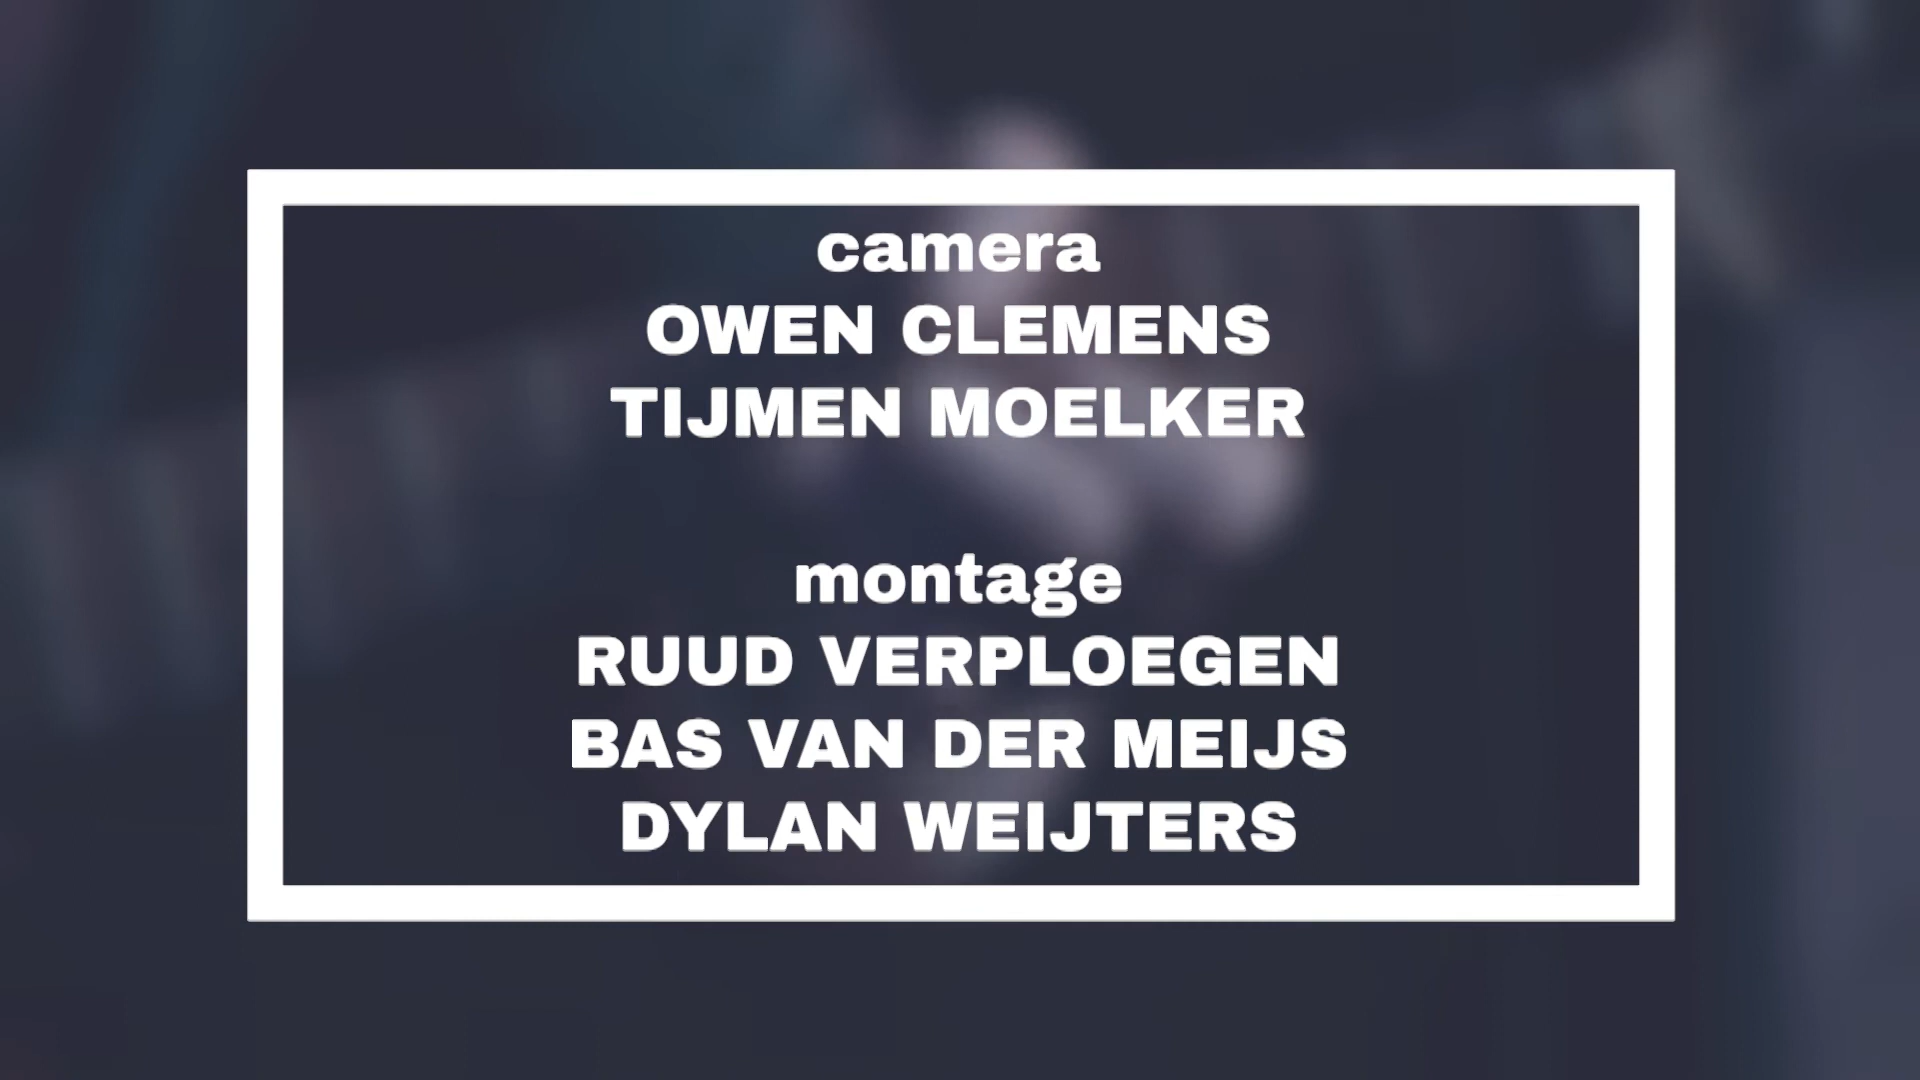 camera
OWEN CLEMENS
TIJMEN MOELKER
montage
RUUD VERPLOEGEN
BAS VAN DER MEIJS
DYLAN WEIJTERS